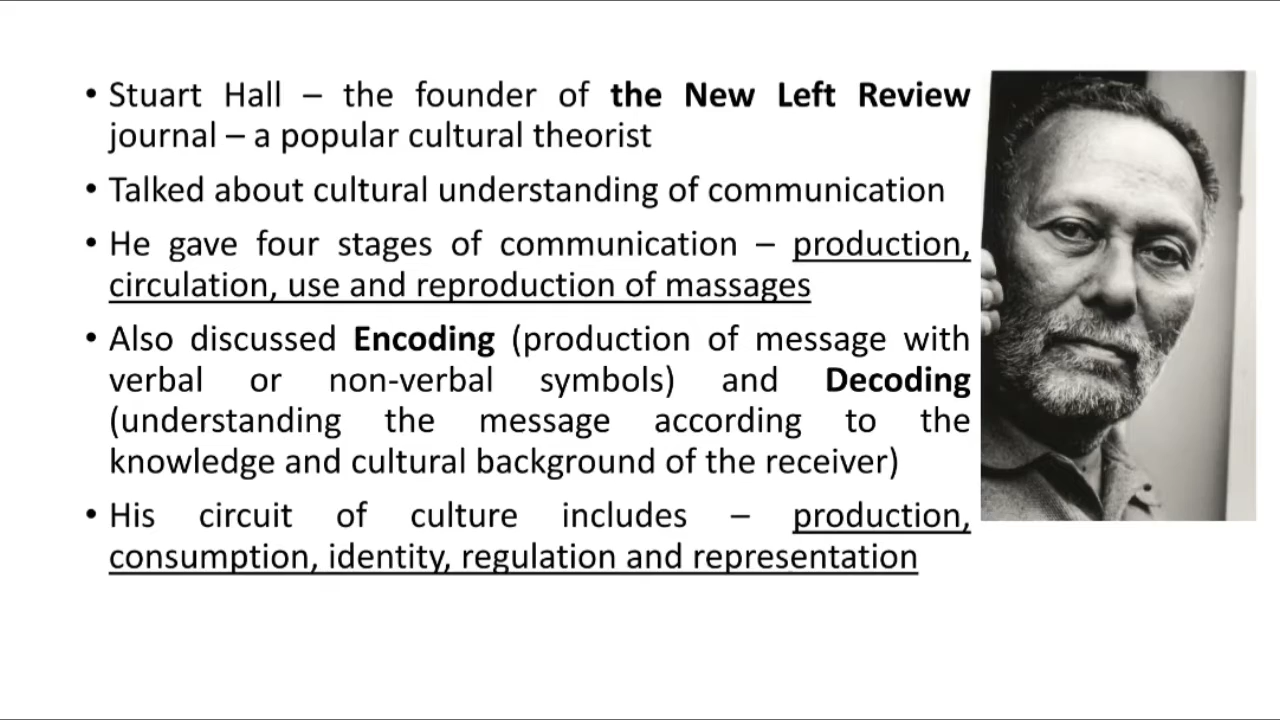 • Stuart Hall – the founder of the New Left Review
journal – a popular cultural theorist
• Talked about cultural understanding of communication
• He gave four stages of communication – production,
circulation, use and reproduction of massages
• Also discussed Encoding (production of message with
verbal or non-verbal symbols) and Decoding
(understanding the message according to the
knowledge and cultural background of the receiver)
• His circuit of culture includes – production,
consumption, identity, regulation and representation